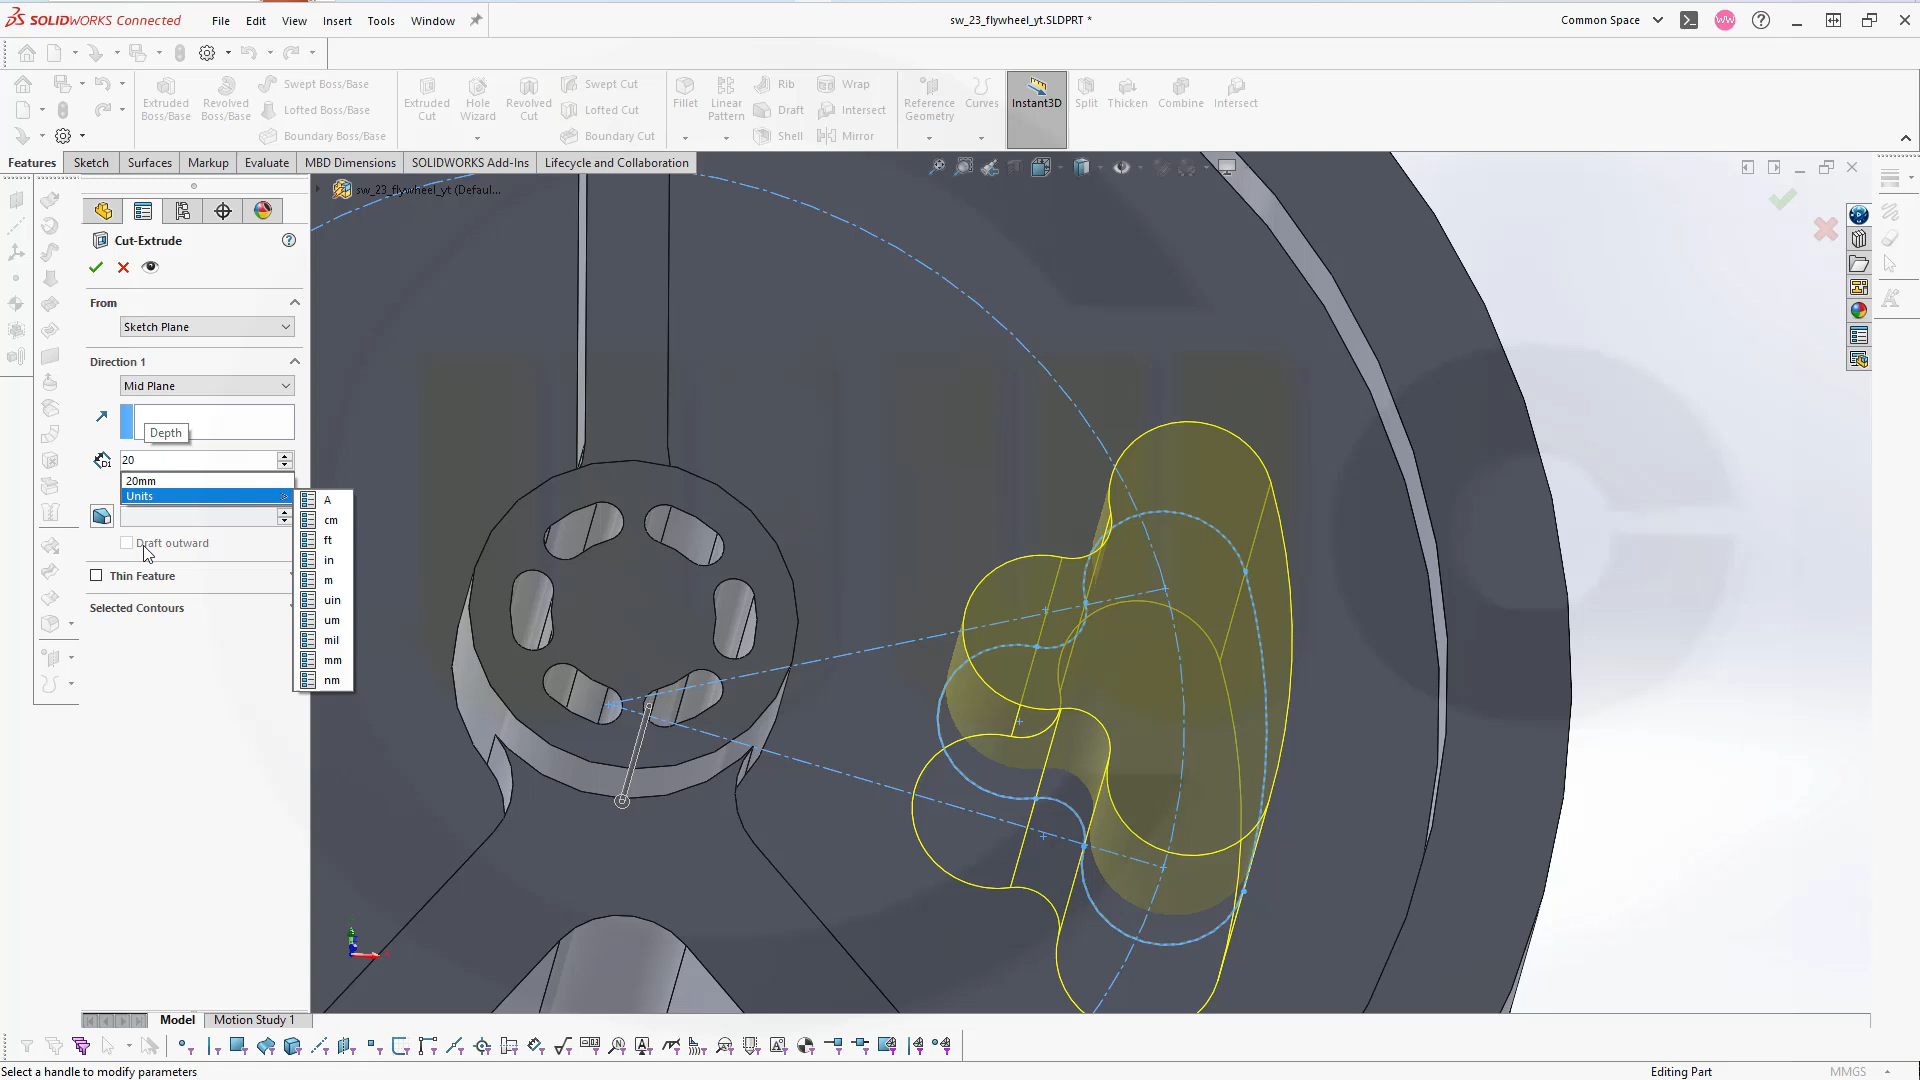 SOLIDWORKS Connected
File Edit View Insert Tools Window
sw_23_flywheel_yt.SLDPRT *
Common Space
WW
Extruded Boss/Base
Revolved Boss/Base
Swept Boss/Base
Lofted Boss/Base
Boundary Boss/Base
Extruded Cut
Hole Wizard
Revolved Cut
Swept Cut
Lofted Cut
Boundary Cut
Fillet
Linear Pattern
Rib
Draft
Shell
Wrap
Intersect
Mirror
Reference Geometry
Curves
Instant3D
Split
Thicken
Combine
Intersect
Features Sketch Surfaces Markup Evaluate MBD Dimensions SOLIDWORKS Add-Ins Lifecycle and Collaboration
sw_23_flywheel_yt (Defaul...
Cut-Extrude
From
Sketch Plane
Direction 1
Mid Plane
Depth
20
20mm
Units
A
cm
ft
in
m
uin
um
mil
mm
nm
Draft outward
Thin Feature
Selected Contours
Model Motion Study 1
Select a handle to modify parameters
Editing Part
MMGS